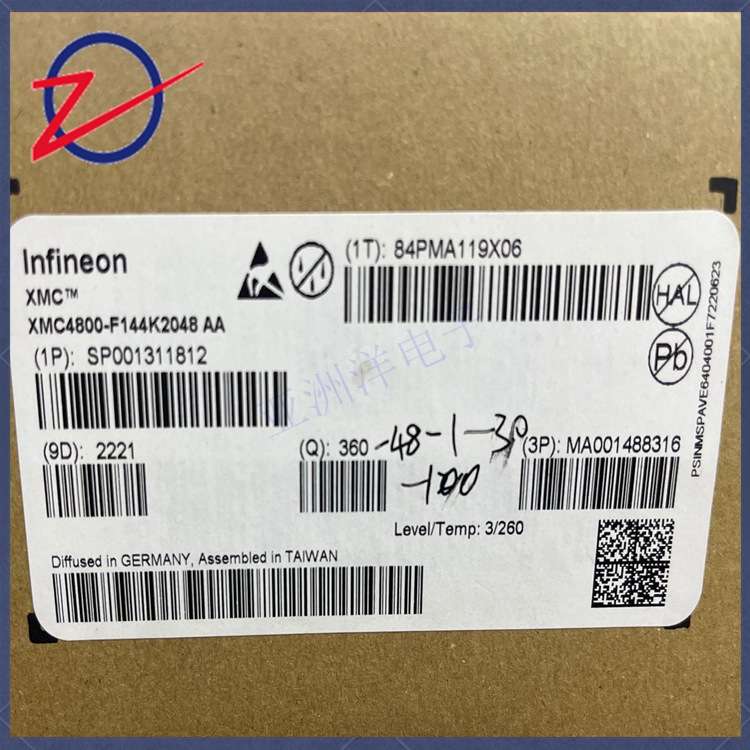 Infineon
XMC™
XMC4800-F144K2048 AA
(1P): SP001311812
(1T): 84PMA119X06
HAL
Pb
PSINMSPAVE6404001F7220623
亚洲洋电子
(9D): 2221
(Q): 360 -48-1-30
-100
(3P): MA001488316
Level/Temp: 3/260
Diffused in GERMANY, Assembled in TAIWAN